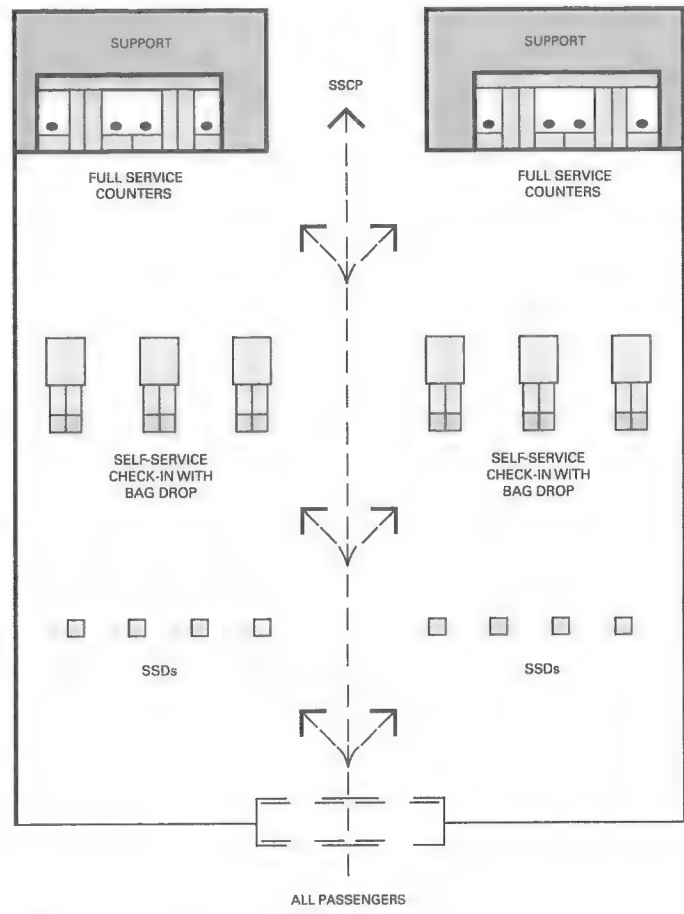 SUPPORT
SUPPORT
SSCP
FULL SERVICE
COUNTERS
FULL SERVICE
COUNTERS
SELF-SERVICE
CHECK-IN WITH
BAG DROP
SELF-SERVICE
CHECK-IN WITH
BAG DROP
SSDs
SSDs
ALL PASSENGERS